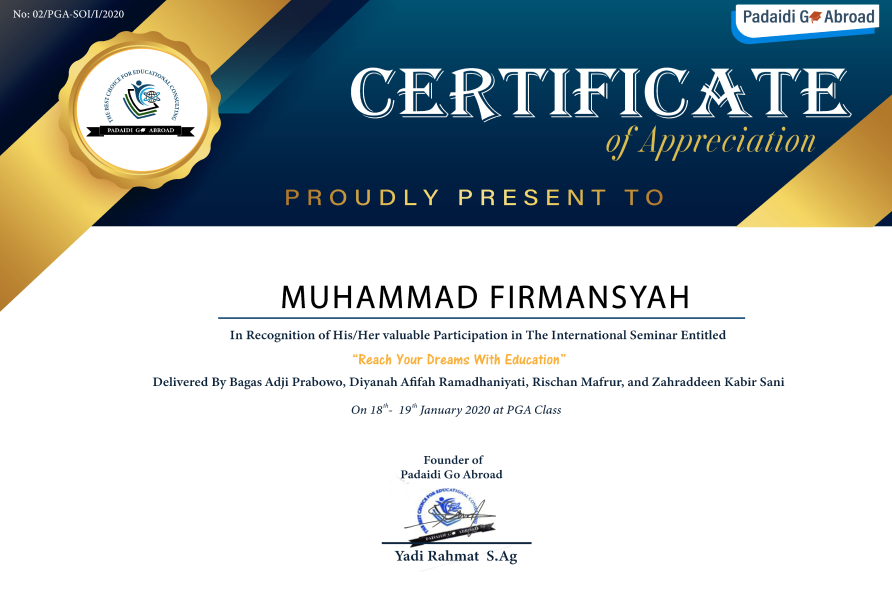 No: 02/PGA-SOI/I/2020
Padaidi Go Abroad
THE BEST CHOICE FOR EDUCATIONAL CONSULTING
PADAIDI GO ABROAD
CERTIFICATE
of Appreciation
PROUDLY PRESENT TO
MUHAMMAD FIRMANSYAH
In Recognition of His/Her valuable Participation in The International Seminar Entitled
“Reach Your Dreams With Education”
Delivered By Bagas Adji Prabowo, Diyanah Afifah Ramadhaniyati, Rischan Mafrur, and Zahraddeen Kabir Sani
On 18th- 19th January 2020 at PGA Class
Founder of
Padaidi Go Abroad
THE BEST CHOICE FOR EDUCATIONAL CONSULTING
PADAIDI GO ABROAD
Yadi Rahmat S.Ag